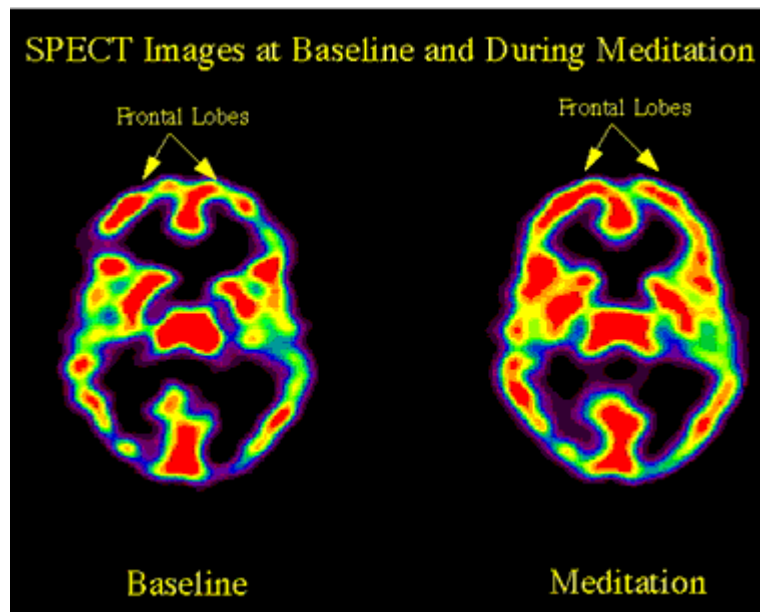 SPECT Images at Baseline and During Meditation
Frontal Lobes
Frontal Lobes
Baseline
Meditation